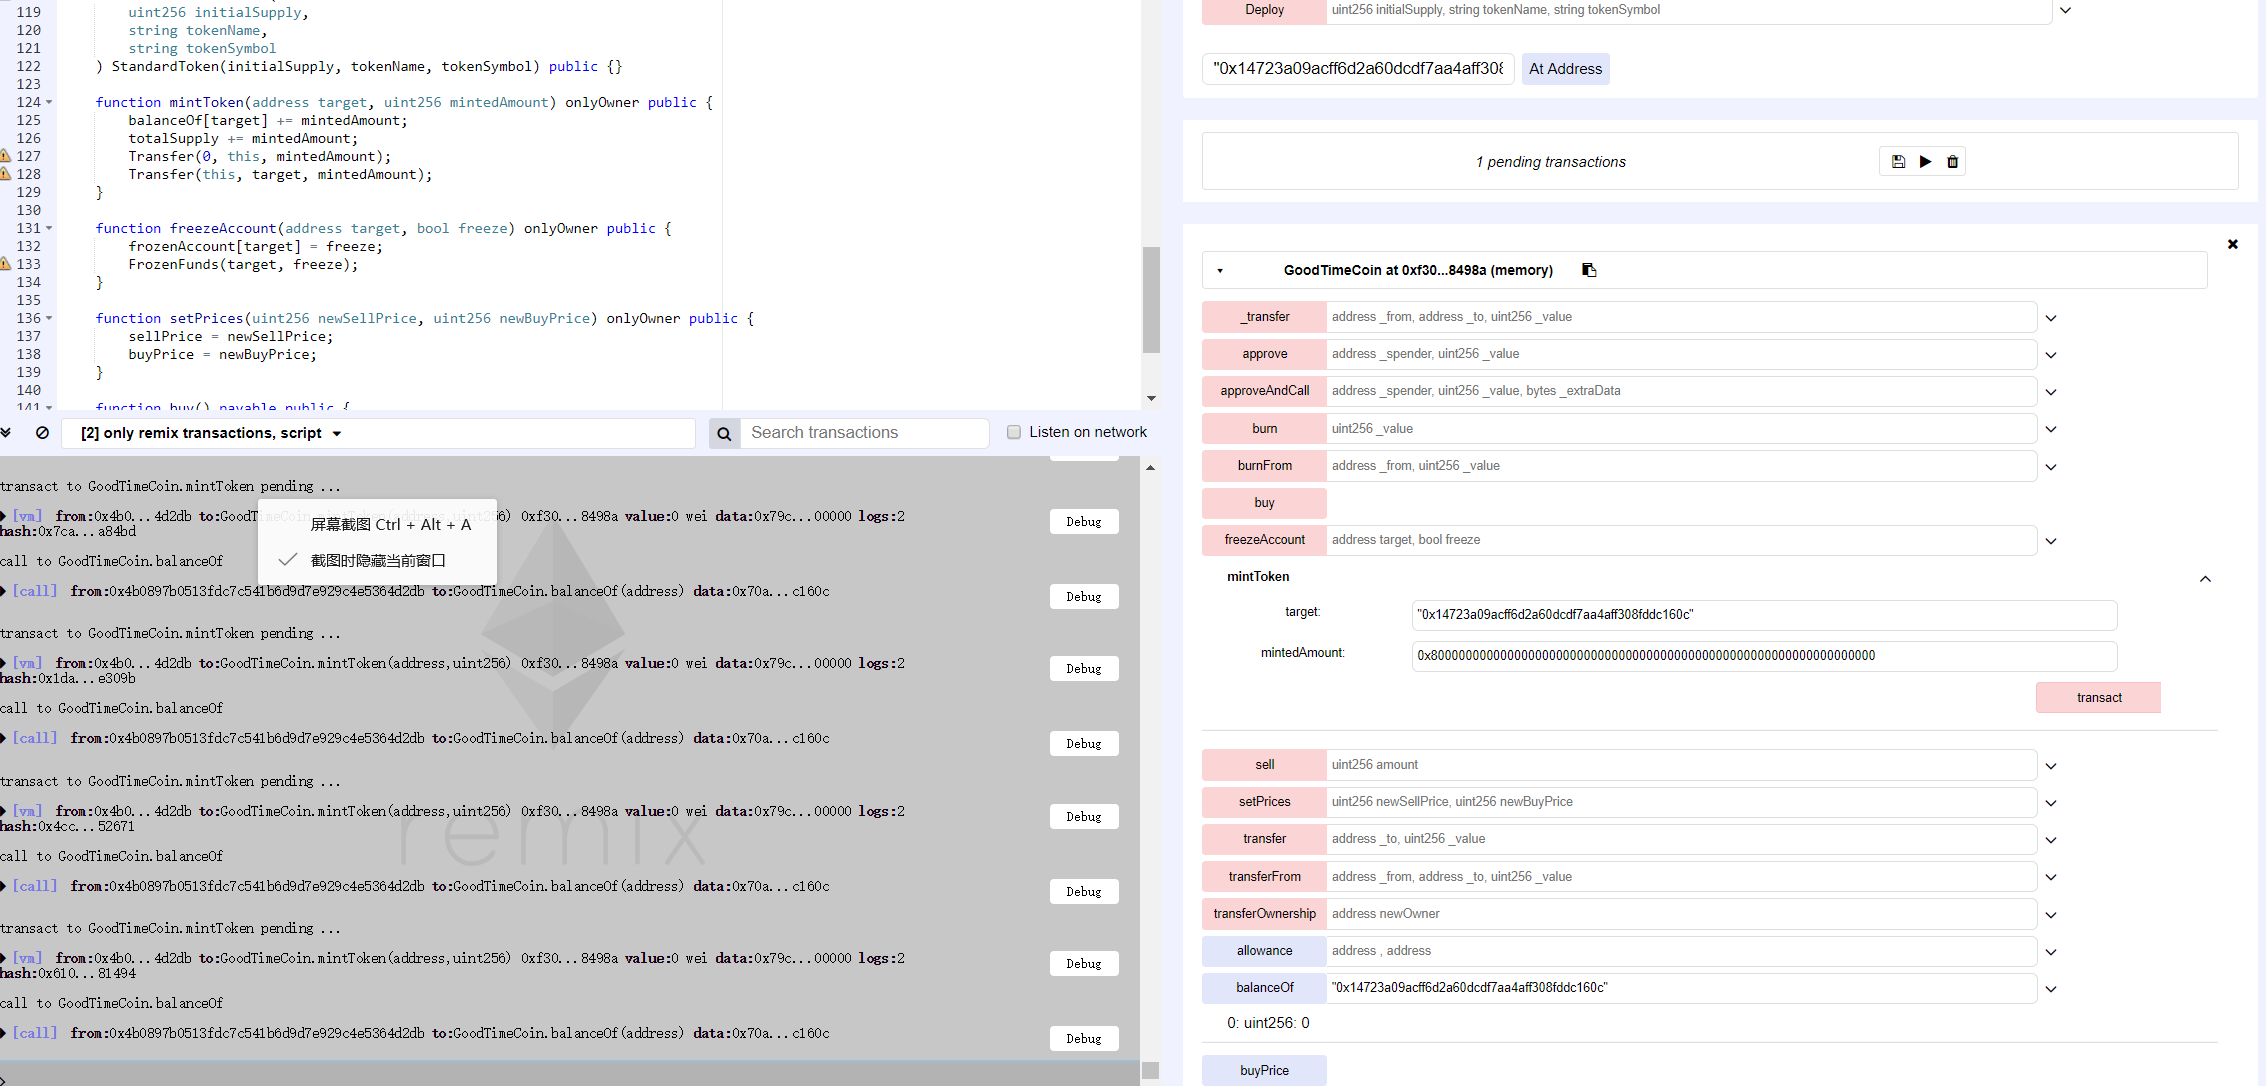 119 uint256 initialSupply,
120 string tokenName,
121 string tokenSymbol
122 ) StandardToken(initialSupply, tokenName, tokenSymbol) public {}
123
124 function mintToken(address target, uint256 mintedAmount) onlyOwner public {
125 balanceOf[target] += mintedAmount;
126 totalSupply += mintedAmount;
127 Transfer(0, this, mintedAmount);
128 Transfer(this, target, mintedAmount);
129 }
130
131 function freezeAccount(address target, bool freeze) onlyOwner public {
132 frozenAccount[target] = freeze;
133 FrozenFunds(target, freeze);
134 }
135
136 function setPrices(uint256 newSellPrice, uint256 newBuyPrice) onlyOwner public {
137 sellPrice = newSellPrice;
138 buyPrice = newBuyPrice;
139 }
140
141 function buy() payable public {
[2] only remix transactions, script
Search transactions
Listen on network
transact to GoodTimeCoin.mintToken pending ...
[vm] from:0x4b0...4d2db to:GoodTimeCoin.mintToken(address,uint256) 0xf30...8498a value:0 wei data:0x79c...00000 logs:2
hash:0x7ca...a84bd
Debug
屏幕截图 Ctrl + Alt + A
截图时隐藏当前窗口
call to GoodTimeCoin.balanceOf
[call] from:0x4b0897b0513fdc7c541b6d9d7e929c4e5364d2db to:GoodTimeCoin.balanceOf(address) data:0x70a...c160c
Debug
transact to GoodTimeCoin.mintToken pending ...
[vm] from:0x4b0...4d2db to:GoodTimeCoin.mintToken(address,uint256) 0xf30...8498a value:0 wei data:0x79c...00000 logs:2
hash:0x1da...e309b
Debug
call to GoodTimeCoin.balanceOf
[call] from:0x4b0897b0513fdc7c541b6d9d7e929c4e5364d2db to:GoodTimeCoin.balanceOf(address) data:0x70a...c160c
Debug
transact to GoodTimeCoin.mintToken pending ...
[vm] from:0x4b0...4d2db to:GoodTimeCoin.mintToken(address,uint256) 0xf30...8498a value:0 wei data:0x79c...00000 logs:2
hash:0x4cc...52671
Debug
remix
call to GoodTimeCoin.balanceOf
[call] from:0x4b0897b0513fdc7c541b6d9d7e929c4e5364d2db to:GoodTimeCoin.balanceOf(address) data:0x70a...c160c
Debug
transact to GoodTimeCoin.mintToken pending ...
[vm] from:0x4b0...4d2db to:GoodTimeCoin.mintToken(address,uint256) 0xf30...8498a value:0 wei data:0x79c...00000 logs:2
hash:0x610...81494
Debug
call to GoodTimeCoin.balanceOf
[call] from:0x4b0897b0513fdc7c541b6d9d7e929c4e5364d2db to:GoodTimeCoin.balanceOf(address) data:0x70a...c160c
Debug
Deploy uint256 initialSupply, string tokenName, string tokenSymbol
"0x14723a09acff6d2a60dcdf7aa4aff308 At Address
1 pending transactions
GoodTimeCoin at 0xf30...8498a (memory)
_transfer address _from, address _to, uint256 _value
approve address _spender, uint256 _value
approveAndCall address _spender, uint256 _value, bytes _extraData
burn uint256 _value
burnFrom address _from, uint256 _value
buy
freezeAccount address target, bool freeze
mintToken
target: "0x14723a09acff6d2a60dcdf7aa4aff308fddc160c"
mintedAmount:
transact
sell uint256 amount
setPrices uint256 newSellPrice, uint256 newBuyPrice
transfer address _to, uint256 _value
transferFrom address _from, address _to, uint256 _value
transferOwnership address newOwner
allowance address , address
balanceOf "0x14723a09acff6d2a60dcdf7aa4aff308fddc160c"
0: uint256: 0
buyPrice